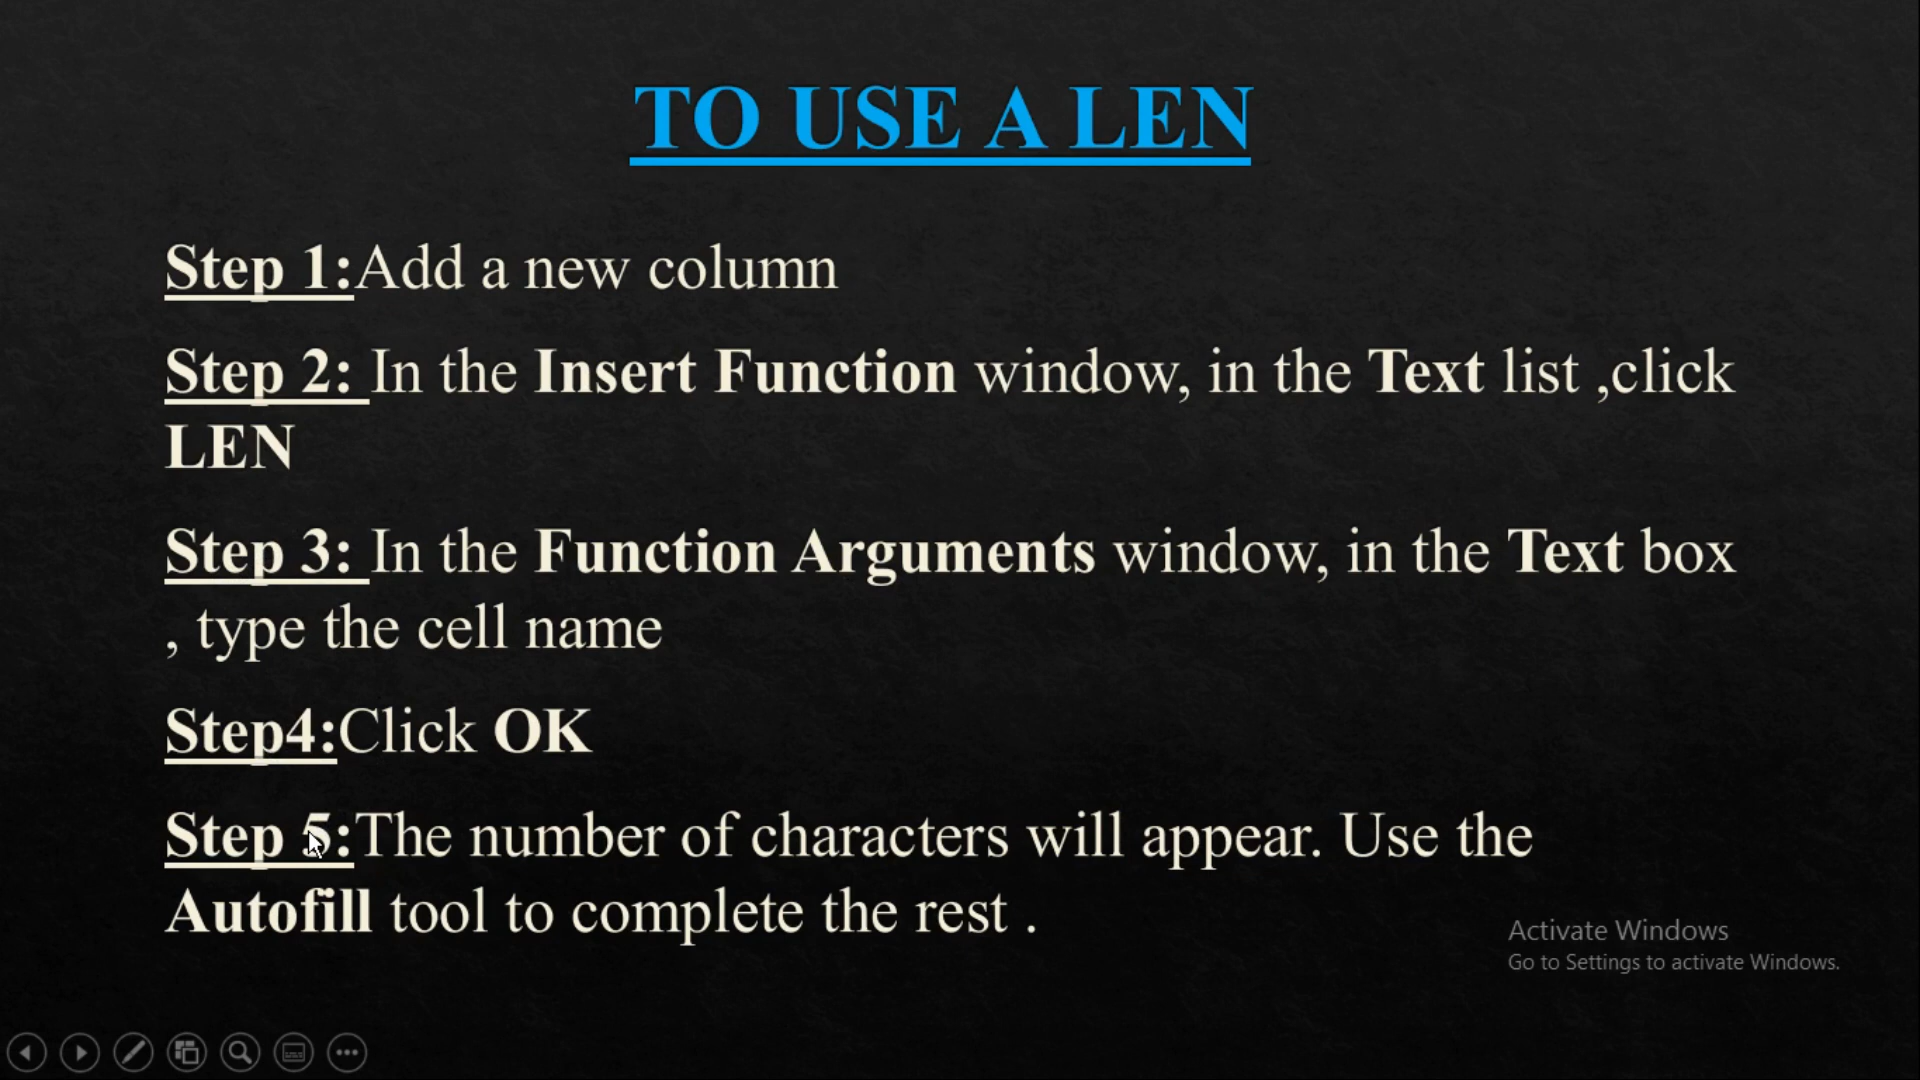 TO USE A LEN
Step 1:Add a new column
Step 2: In the Insert Function window, in the Text list ,click
LEN
Step 3: In the Function Arguments window, in the Text box
, type the cell name
Step4:Click OK
Step 5:The number of characters will appear. Use the
Autofill tool to complete the rest .
Activate Windows
Go to Settings to activate Windows.